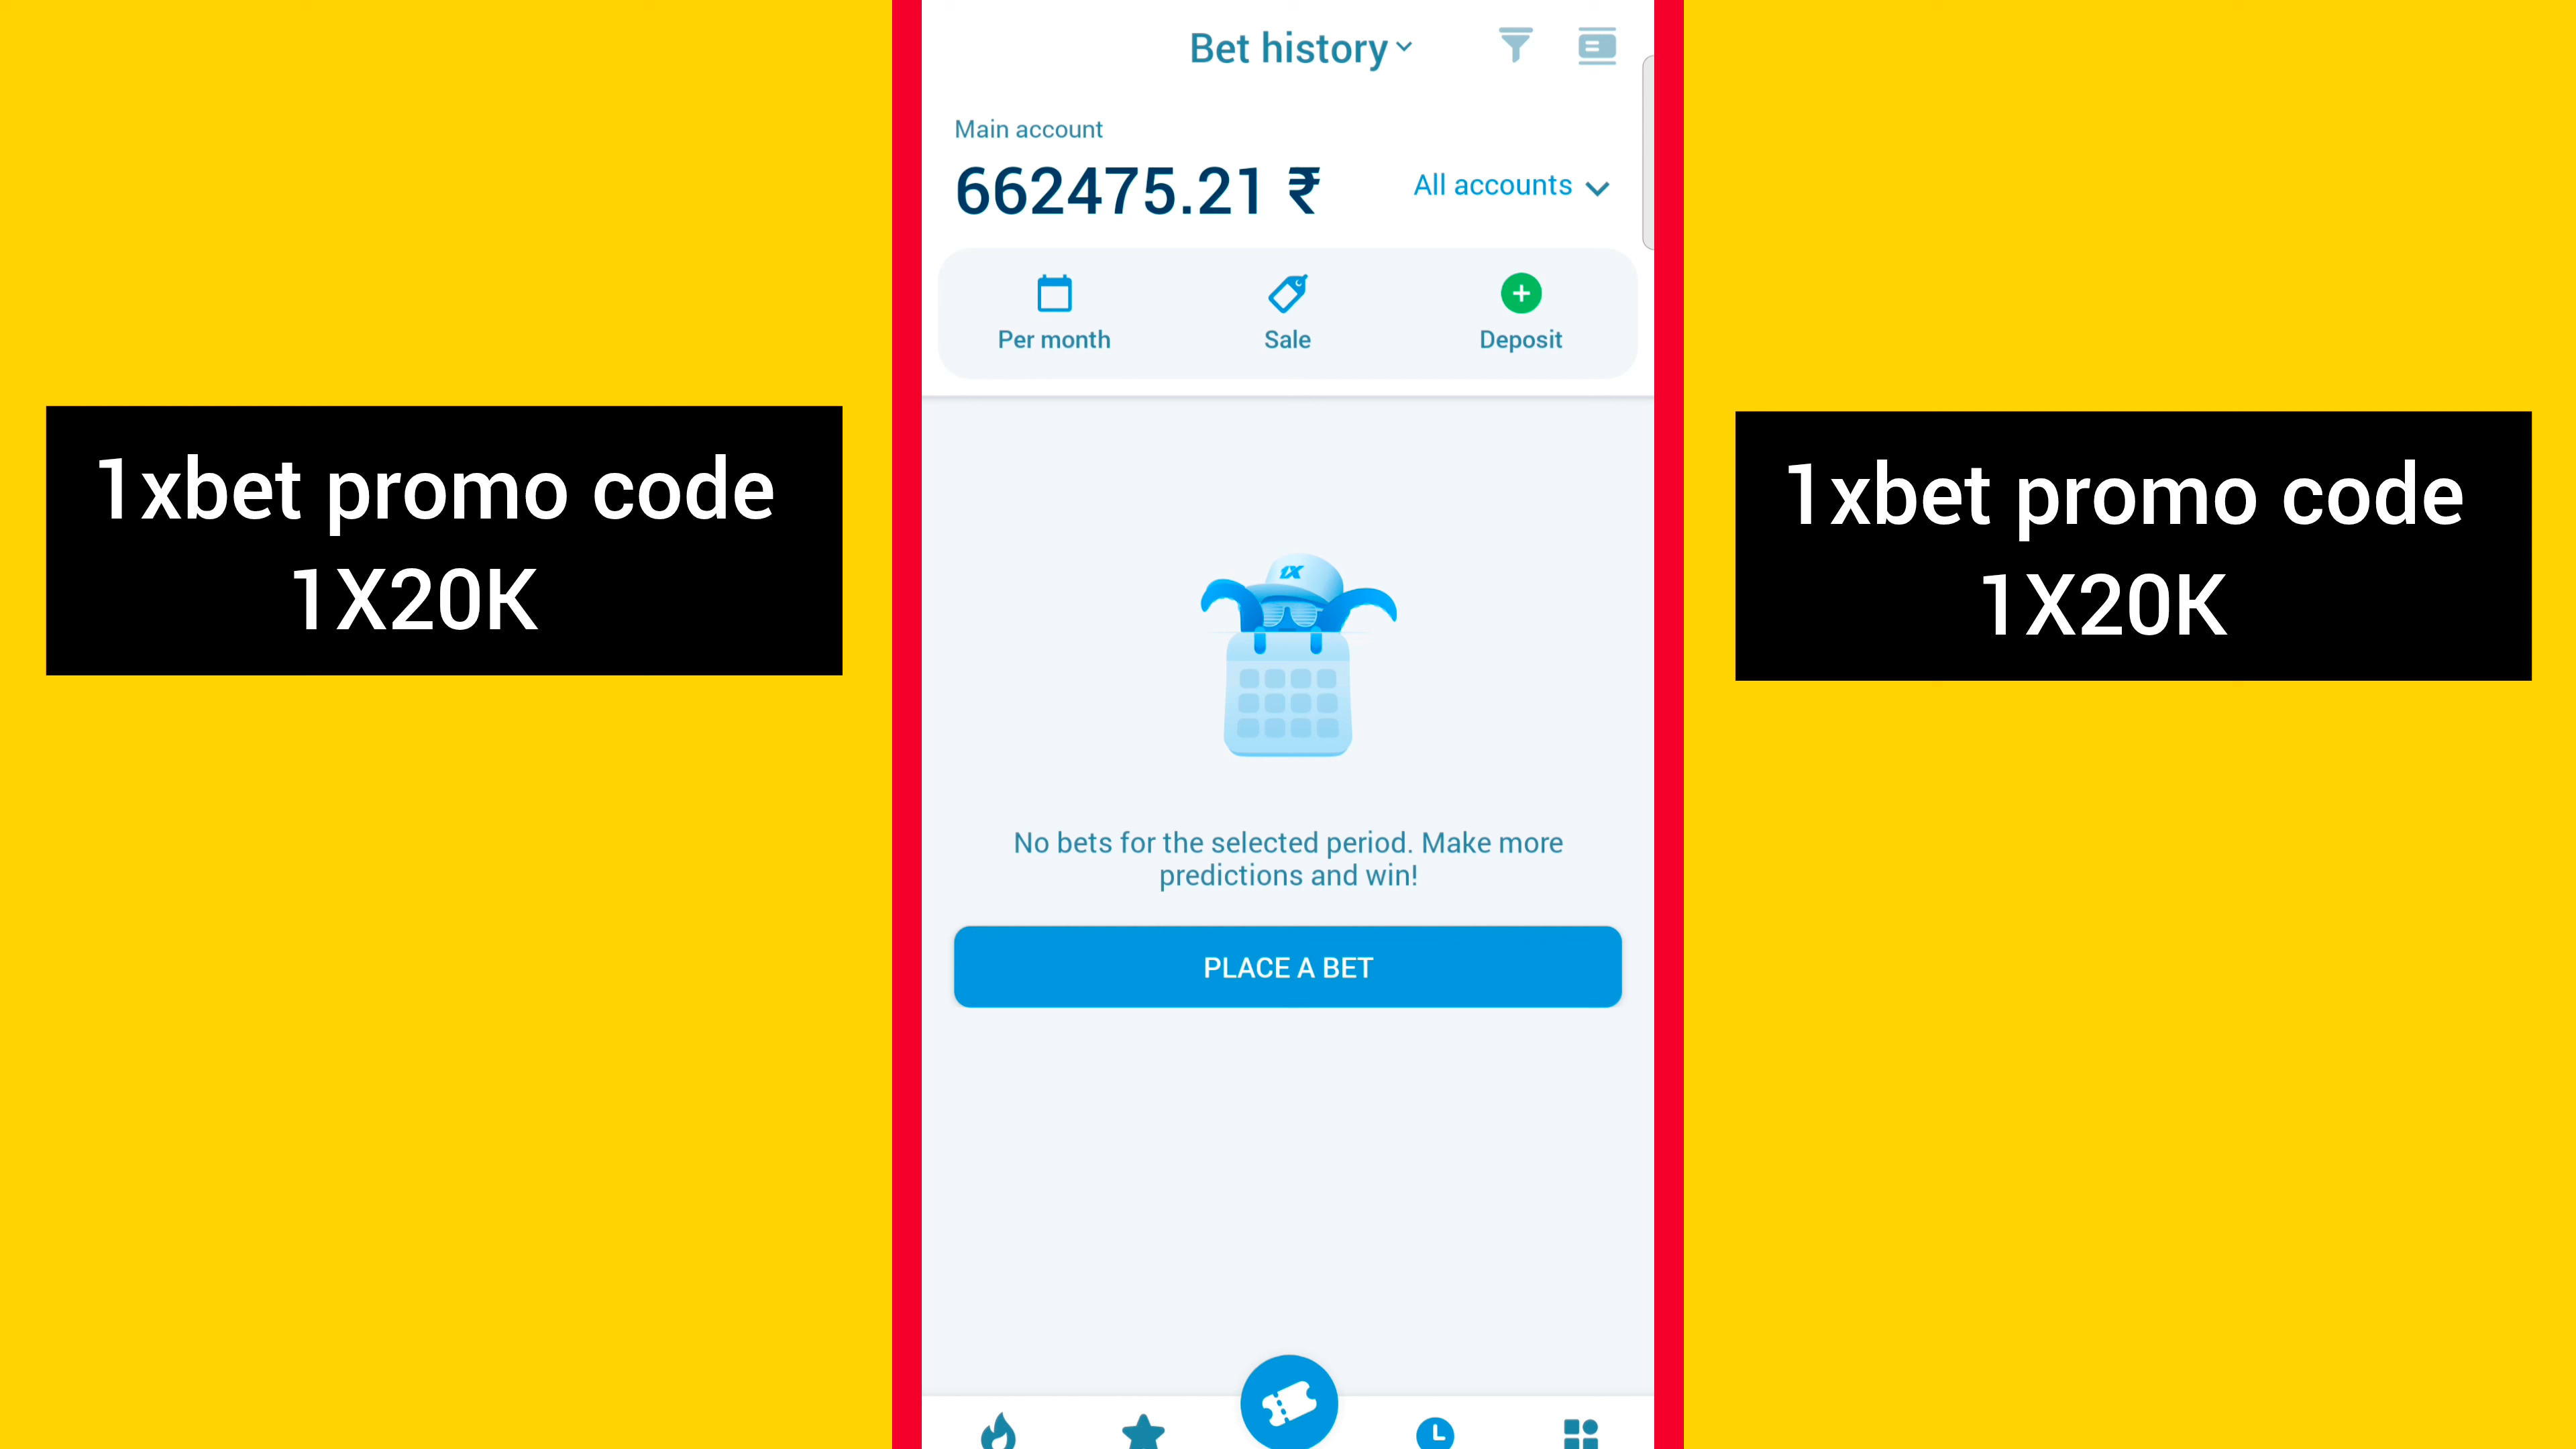 Bet history
Main account
662475.21 ₹
All accounts
Per month
Sale
Deposit
1xbet promo code
1X20K
1xbet promo code
1X20K
1X
No bets for the selected period. Make more
predictions and win!
PLACE A BET